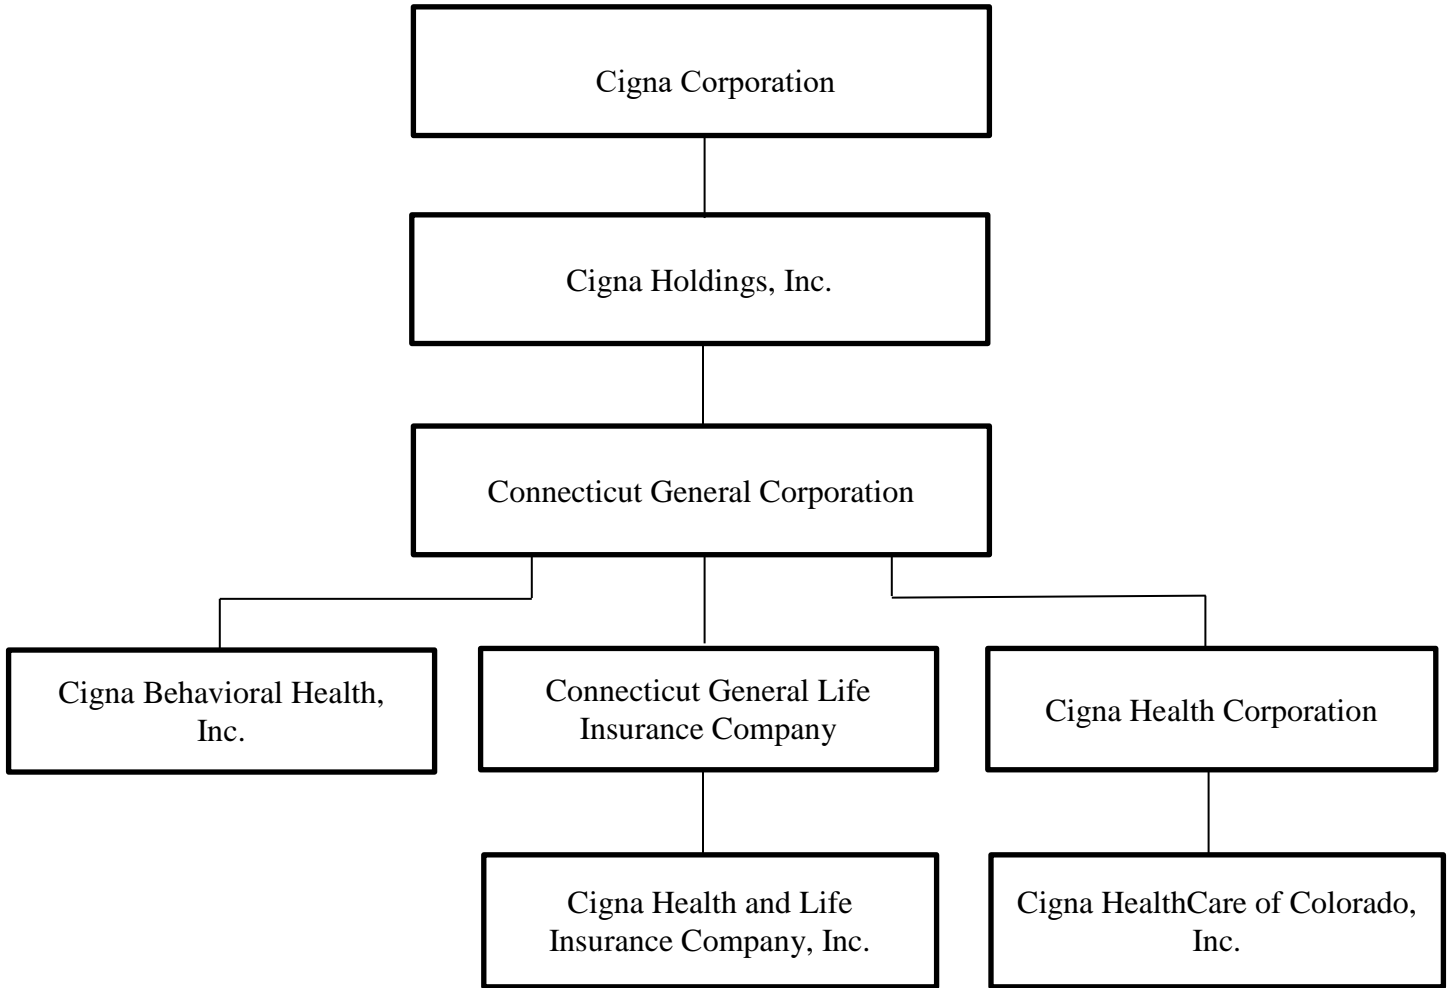 Cigna Corporation
Cigna Holdings, Inc.
Connecticut General Corporation
Cigna Behavioral Health,
Inc.
Connecticut General Life
Insurance Company
Cigna Health Corporation
Cigna Health and Life
Insurance Company, Inc.
Cigna HealthCare of Colorado,
Inc.